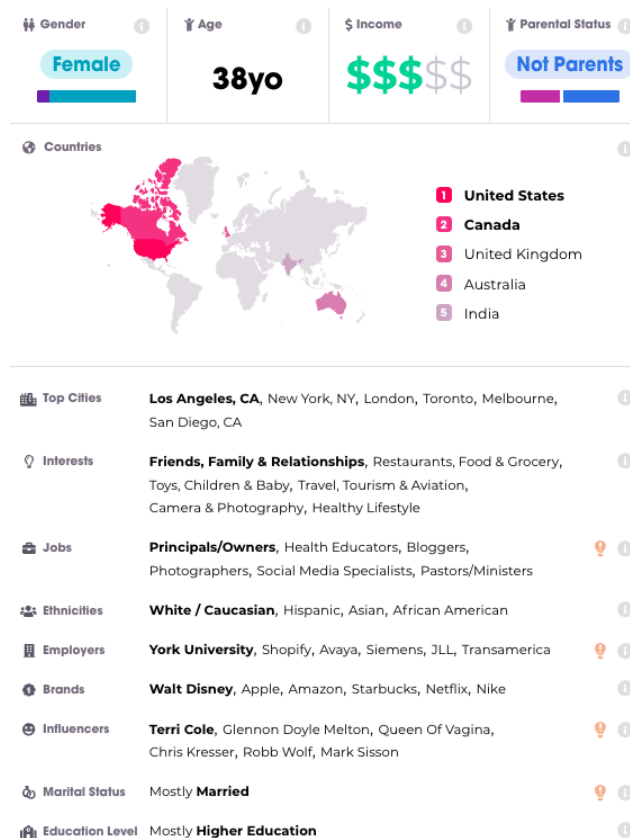 Gender
Female
Age
38yo
$ Income
$$$$$
Parental Status
Not Parents
Countries
1 United States
2 Canada
3 United Kingdom
4 Australia
5 India
Top Cities
Los Angeles, CA, New York, NY, London, Toronto, Melbourne,
San Diego, CA
Interests
Friends, Family & Relationships, Restaurants, Food & Grocery,
Toys, Children & Baby, Travel, Tourism & Aviation,
Camera & Photography, Healthy Lifestyle
Jobs
Principals/Owners, Health Educators, Bloggers,
Photographers, Social Media Specialists, Pastors/Ministers
Ethnicities
White / Caucasian, Hispanic, Asian, African American
Employers
York University, Shopify, Avaya, Siemens, JLL, Transamerica
Brands
Walt Disney, Apple, Amazon, Starbucks, Netflix, Nike
Influencers
Terri Cole, Glennon Doyle Melton, Queen Of Vagina,
Chris Kresser, Robb Wolf, Mark Sisson
Marital Status
Mostly Married
Education Level
Mostly Higher Education